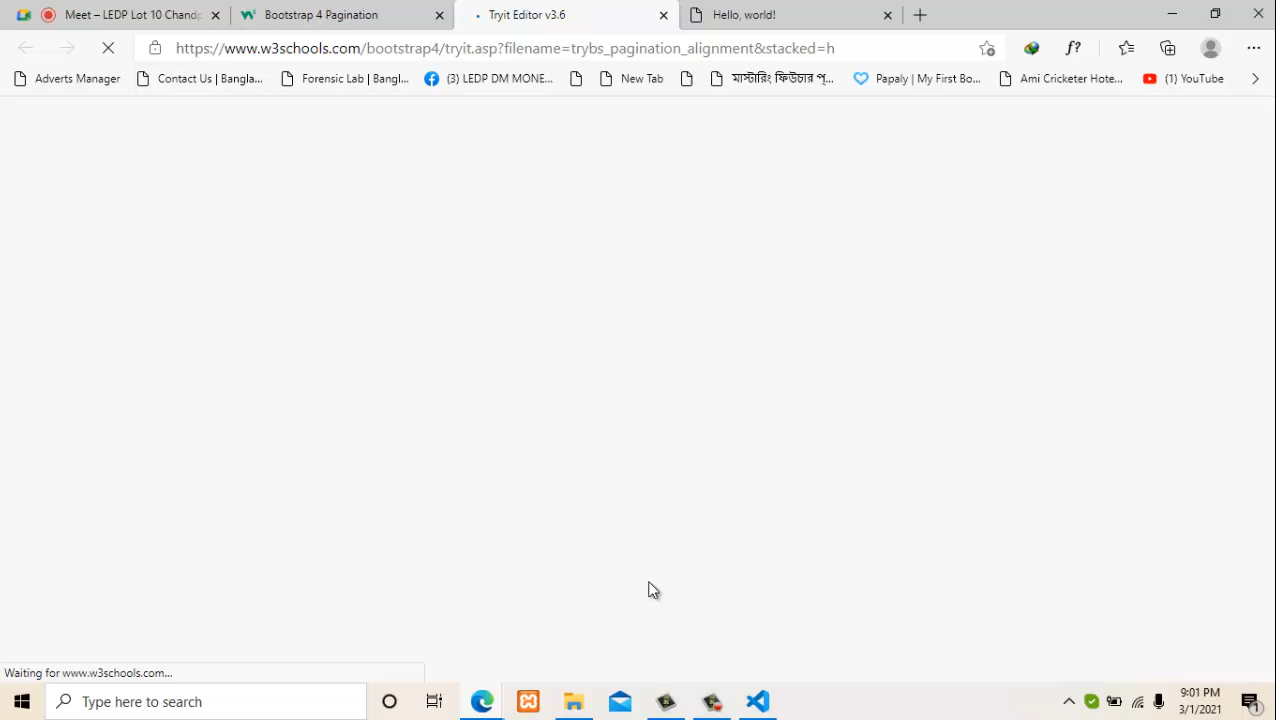 Meet – LEDP Lot 10 Chandp
Bootstrap 4 Pagination
Tryit Editor v3.6
Hello, world!
https://www.w3schools.com/bootstrap4/tryit.asp?filename=trybs_pagination_alignment&stacked=h
Adverts Manager
Contact Us | Bangla...
Forensic Lab | Bangl...
(3) LEDP DM MONE...
New Tab
মাস্টারিং ফিউচার প্...
Papaly | My First Bo...
Ami Cricketer Hote...
(1) YouTube
Waiting for www.w3schools.com...
Type here to search
9:01 PM
3/1/2021
1